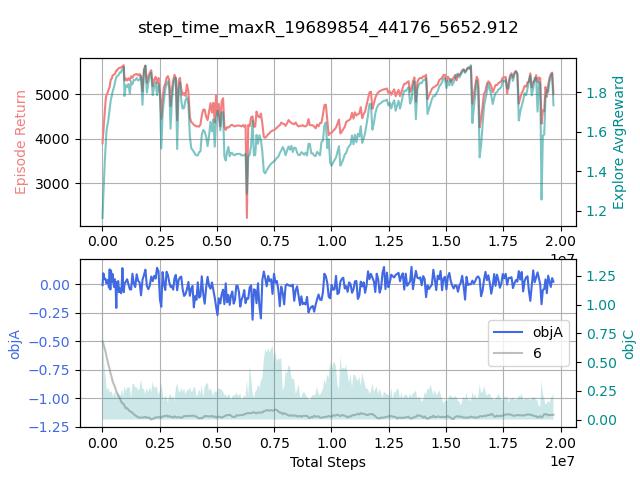 step_time_maxR_19689854_44176_5652.912
Episode Return
5000
4000
3000
Explore AvgReward
1.8
1.6
1.4
1.2
0.00 0.25 0.50 0.75 1.00 1.25 1.50 1.75 2.00
1e7
objA
0.00
−0.25
−0.50
−0.75
−1.00
−1.25
objC
1.25
1.00
0.75
0.50
0.25
0.00
objA
6
0.00 0.25 0.50 0.75 1.00 1.25 1.50 1.75 2.00
Total Steps
1e7